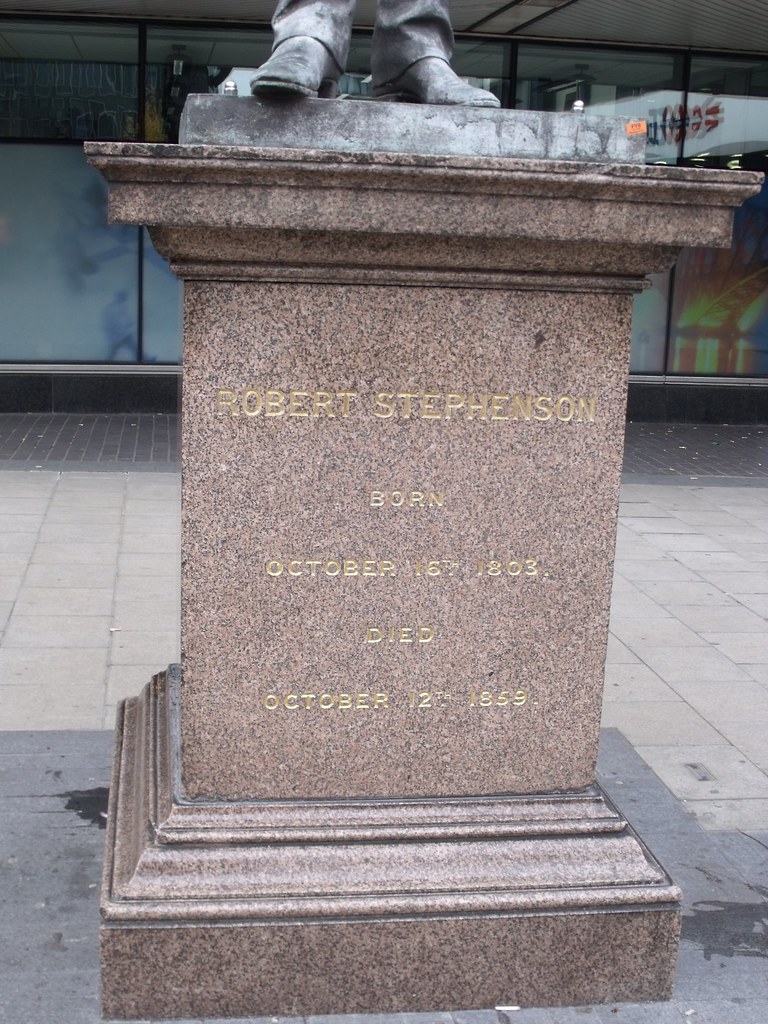 ROBERT STEPHENSON
BORN
OCTOBER 16TH 1803.
DIED
OCTOBER 12TH 1859.